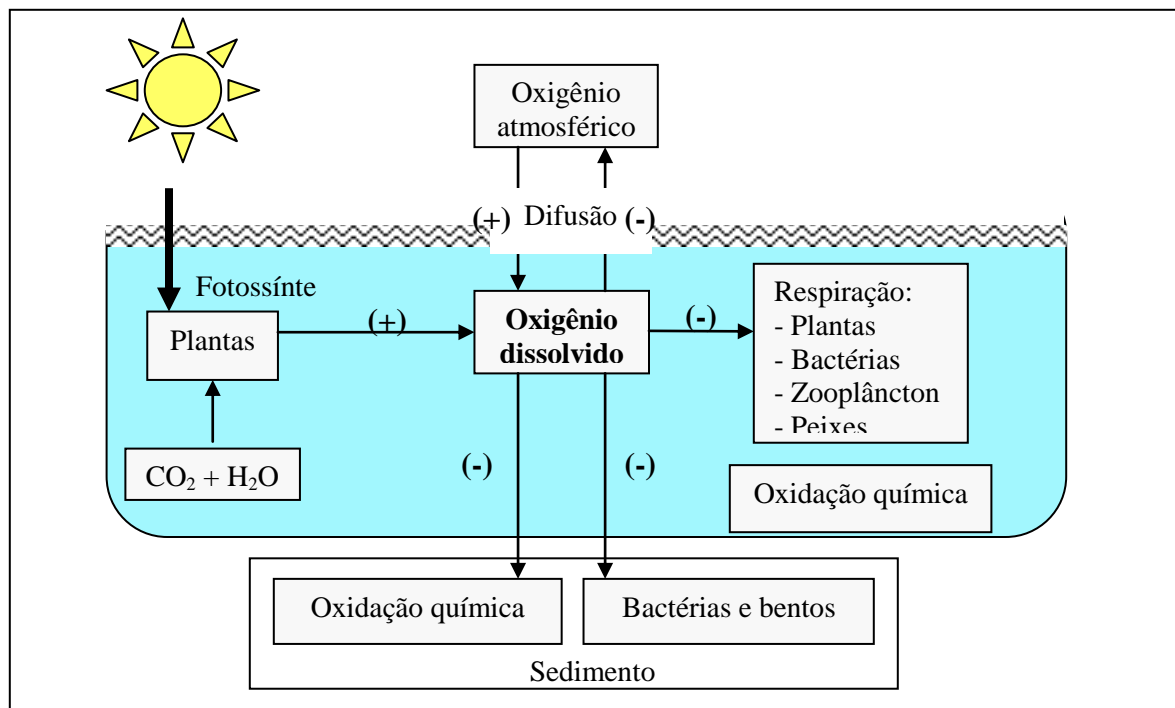 Oxigênio
atmosférico
(+) Difusão (-)
Fotossínte
Plantas
(+)
Oxigênio
dissolvido
(-)
Respiração:
- Plantas
- Bactérias
- Zooplâncton
- Peixes
CO₂ + H₂O
(-)
(-)
Oxidação química
Oxidação química
Bactérias e bentos
Sedimento